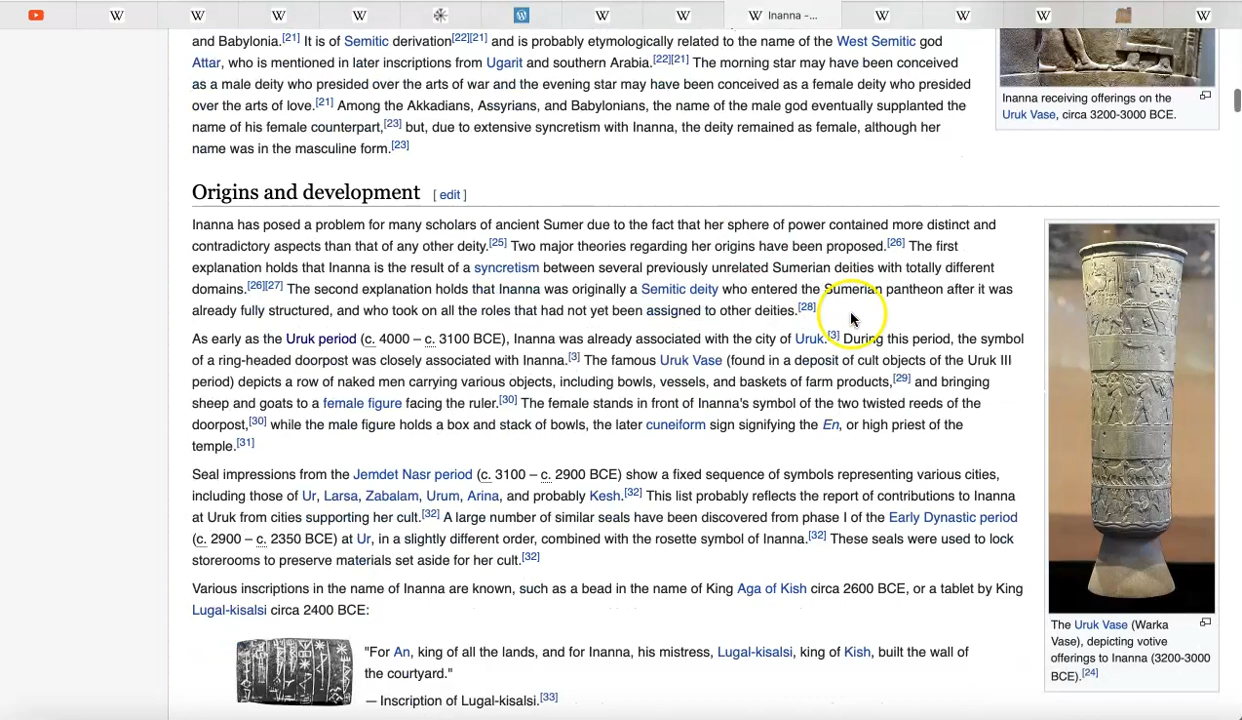 Inanna -...
and Babylonia.[21] It is of Semitic derivation[22][21] and is probably etymologically related to the name of the West Semitic god
Attar, who is mentioned in later inscriptions from Ugarit and southern Arabia.[22][21] The morning star may have been conceived
as a male deity who presided over the arts of war and the evening star may have been conceived as a female deity who presided
over the arts of love.[21] Among the Akkadians, Assyrians, and Babylonians, the name of the male god eventually supplanted the
name of his female counterpart,[23] but, due to extensive syncretism with Inanna, the deity remained as female, although her
name was in the masculine form.[23]
Inanna receiving offerings on the
Uruk Vase, circa 3200-3000 BCE.
Origins and development [ edit ]
Inanna has posed a problem for many scholars of ancient Sumer due to the fact that her sphere of power contained more distinct and
contradictory aspects than that of any other deity.[25] Two major theories regarding her origins have been proposed.[26] The first
explanation holds that Inanna is the result of a syncretism between several previously unrelated Sumerian deities with totally different
domains.[26][27] The second explanation holds that Inanna was originally a Semitic deity who entered the Sumerian pantheon after it was
already fully structured, and who took on all the roles that had not yet been assigned to other deities.[28]
As early as the Uruk period (c. 4000 – c. 3100 BCE), Inanna was already associated with the city of Uruk.[3] During this period, the symbol
of a ring-headed doorpost was closely associated with Inanna.[3] The famous Uruk Vase (found in a deposit of cult objects of the Uruk III
period) depicts a row of naked men carrying various objects, including bowls, vessels, and baskets of farm products,[29] and bringing
sheep and goats to a female figure facing the ruler.[30] The female stands in front of Inanna's symbol of the two twisted reeds of the
doorpost,[30] while the male figure holds a box and stack of bowls, the later cuneiform sign signifying the En, or high priest of the
temple.[31]
Seal impressions from the Jemdet Nasr period (c. 3100 – c. 2900 BCE) show a fixed sequence of symbols representing various cities,
including those of Ur, Larsa, Zabalam, Urum, Arina, and probably Kesh.[32] This list probably reflects the report of contributions to Inanna
at Uruk from cities supporting her cult.[32] A large number of similar seals have been discovered from phase I of the Early Dynastic period
(c. 2900 – c. 2350 BCE) at Ur, in a slightly different order, combined with the rosette symbol of Inanna.[32] These seals were used to lock
storerooms to preserve materials set aside for her cult.[32]
Various inscriptions in the name of Inanna are known, such as a bead in the name of King Aga of Kish circa 2600 BCE, or a tablet by King
Lugal-kisalsi circa 2400 BCE:
"For An, king of all the lands, and for Inanna, his mistress, Lugal-kisalsi, king of Kish, built the wall of
the courtyard."
— Inscription of Lugal-kisalsi.[33]
The Uruk Vase (Warka
Vase), depicting votive
offerings to Inanna (3200-3000
BCE).[24]